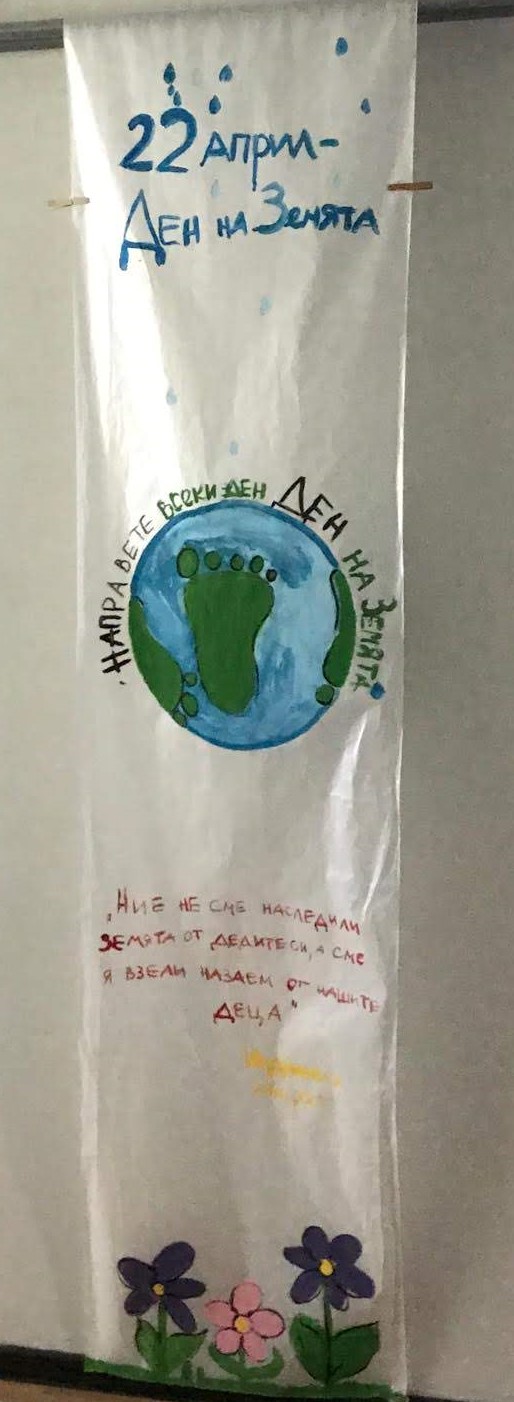 22 април-
Ден на Земята
"НАПРАВЕТЕ ВСЕКИ ДЕН ДЕН НА ЗЕМЯТА"
„НИЕ НЕ СМЕ НАСЛЕДИЛИ
ЗЕМЯТА ОТ ДЕДИТЕ СИ, А СМЕ
Я ВЗЕЛИ НАЗАЕМ ОТ НАШИТЕ
ДЕЦА"